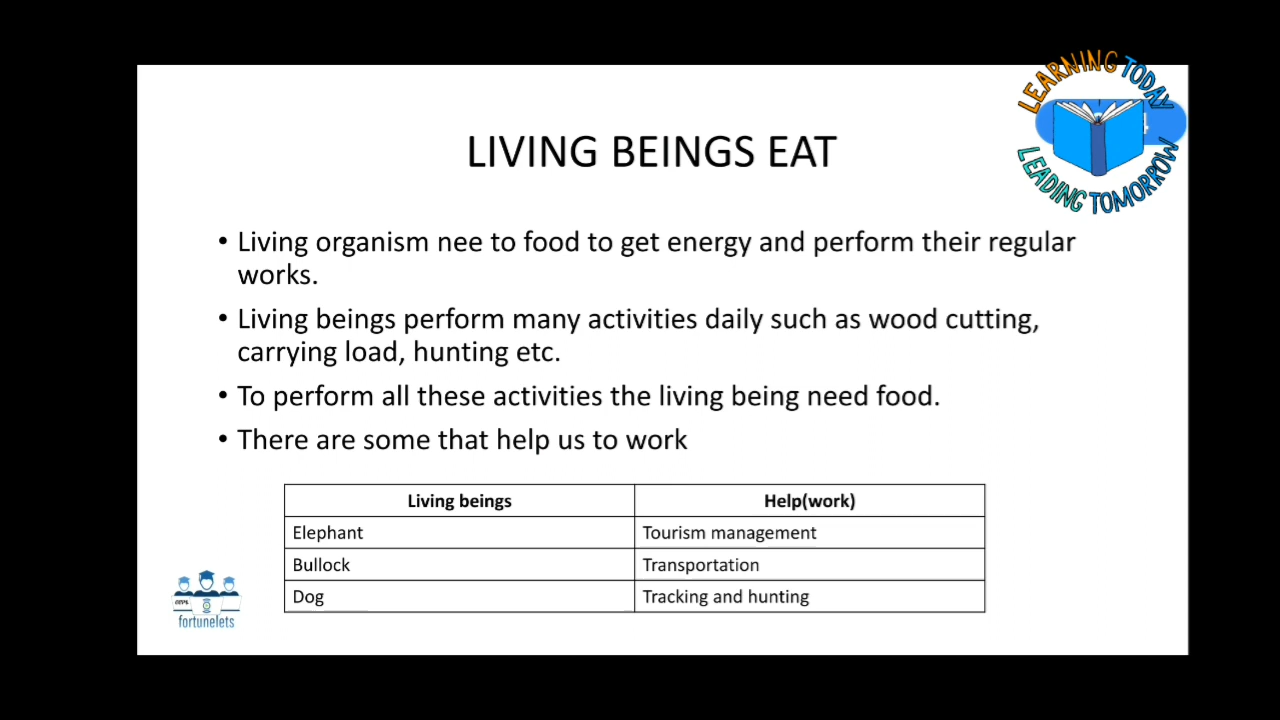 LEARNING TODAY
LIVING BEINGS EAT
LEADING TOMORROW
• Living organism nee to food to get energy and perform their regular
works.
• Living beings perform many activities daily such as wood cutting,
carrying load, hunting etc.
• To perform all these activities the living being need food.
• There are some that help us to work
Living beings Help(work)
Elephant Tourism management
Bullock Transportation
Dog Tracking and hunting
fortunelets